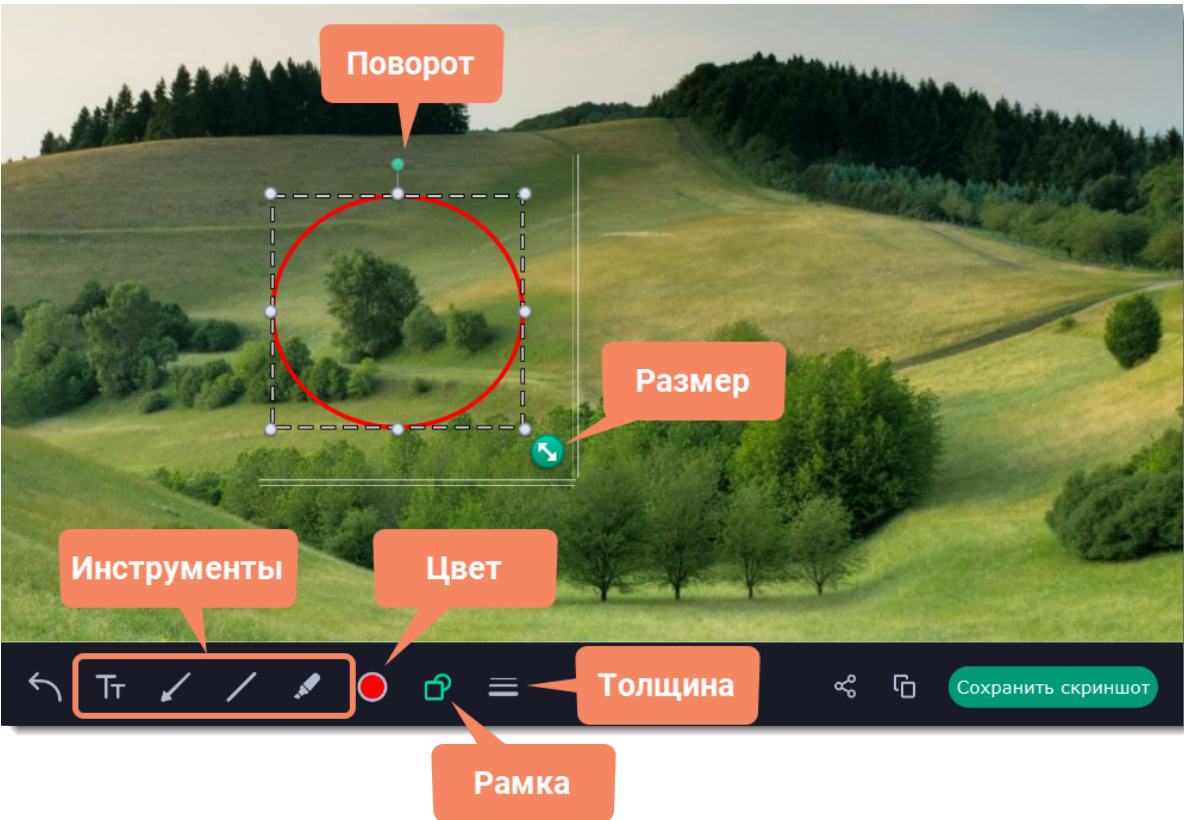 Поворот
Размер
Инструменты
Цвет
Тт
Толщина
Сохранить скриншот
Рамка